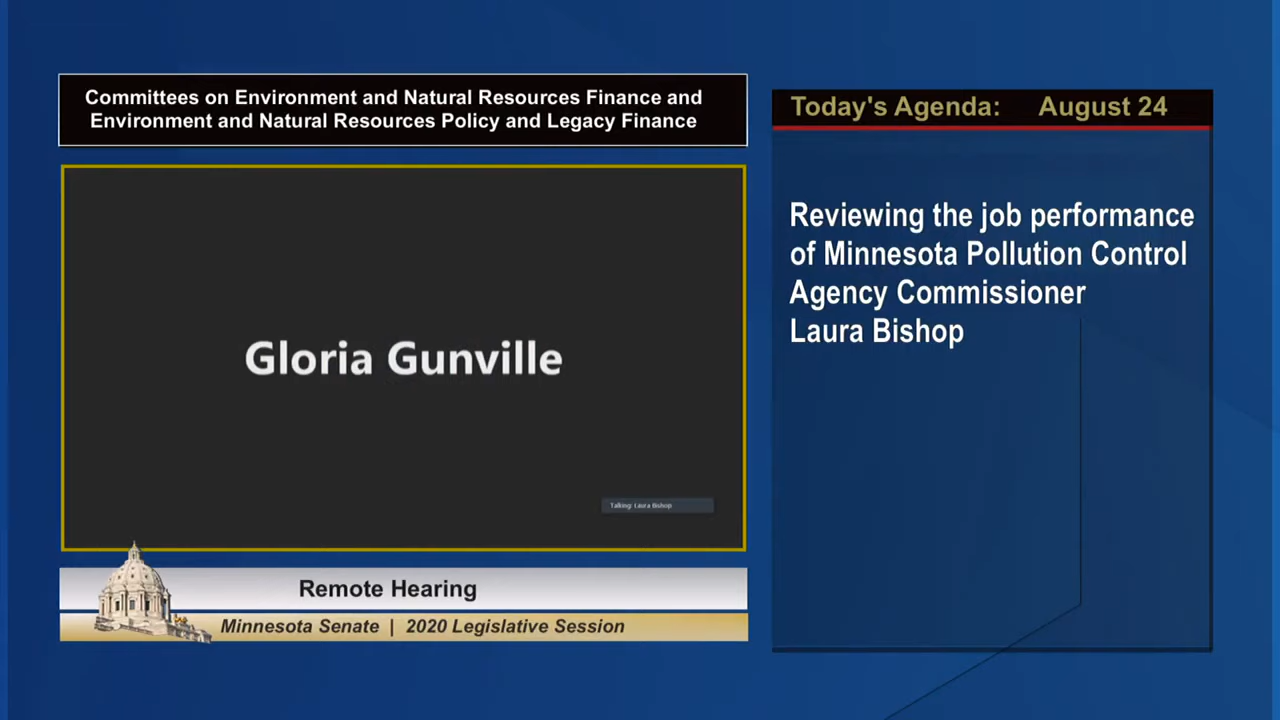 Committees on Environment and Natural Resources Finance and
Environment and Natural Resources Policy and Legacy Finance
Gloria Gunville
Talking: Laura Bishop
Remote Hearing
Minnesota Senate | 2020 Legislative Session
Today's Agenda: August 24
Reviewing the job performance
of Minnesota Pollution Control
Agency Commissioner
Laura Bishop